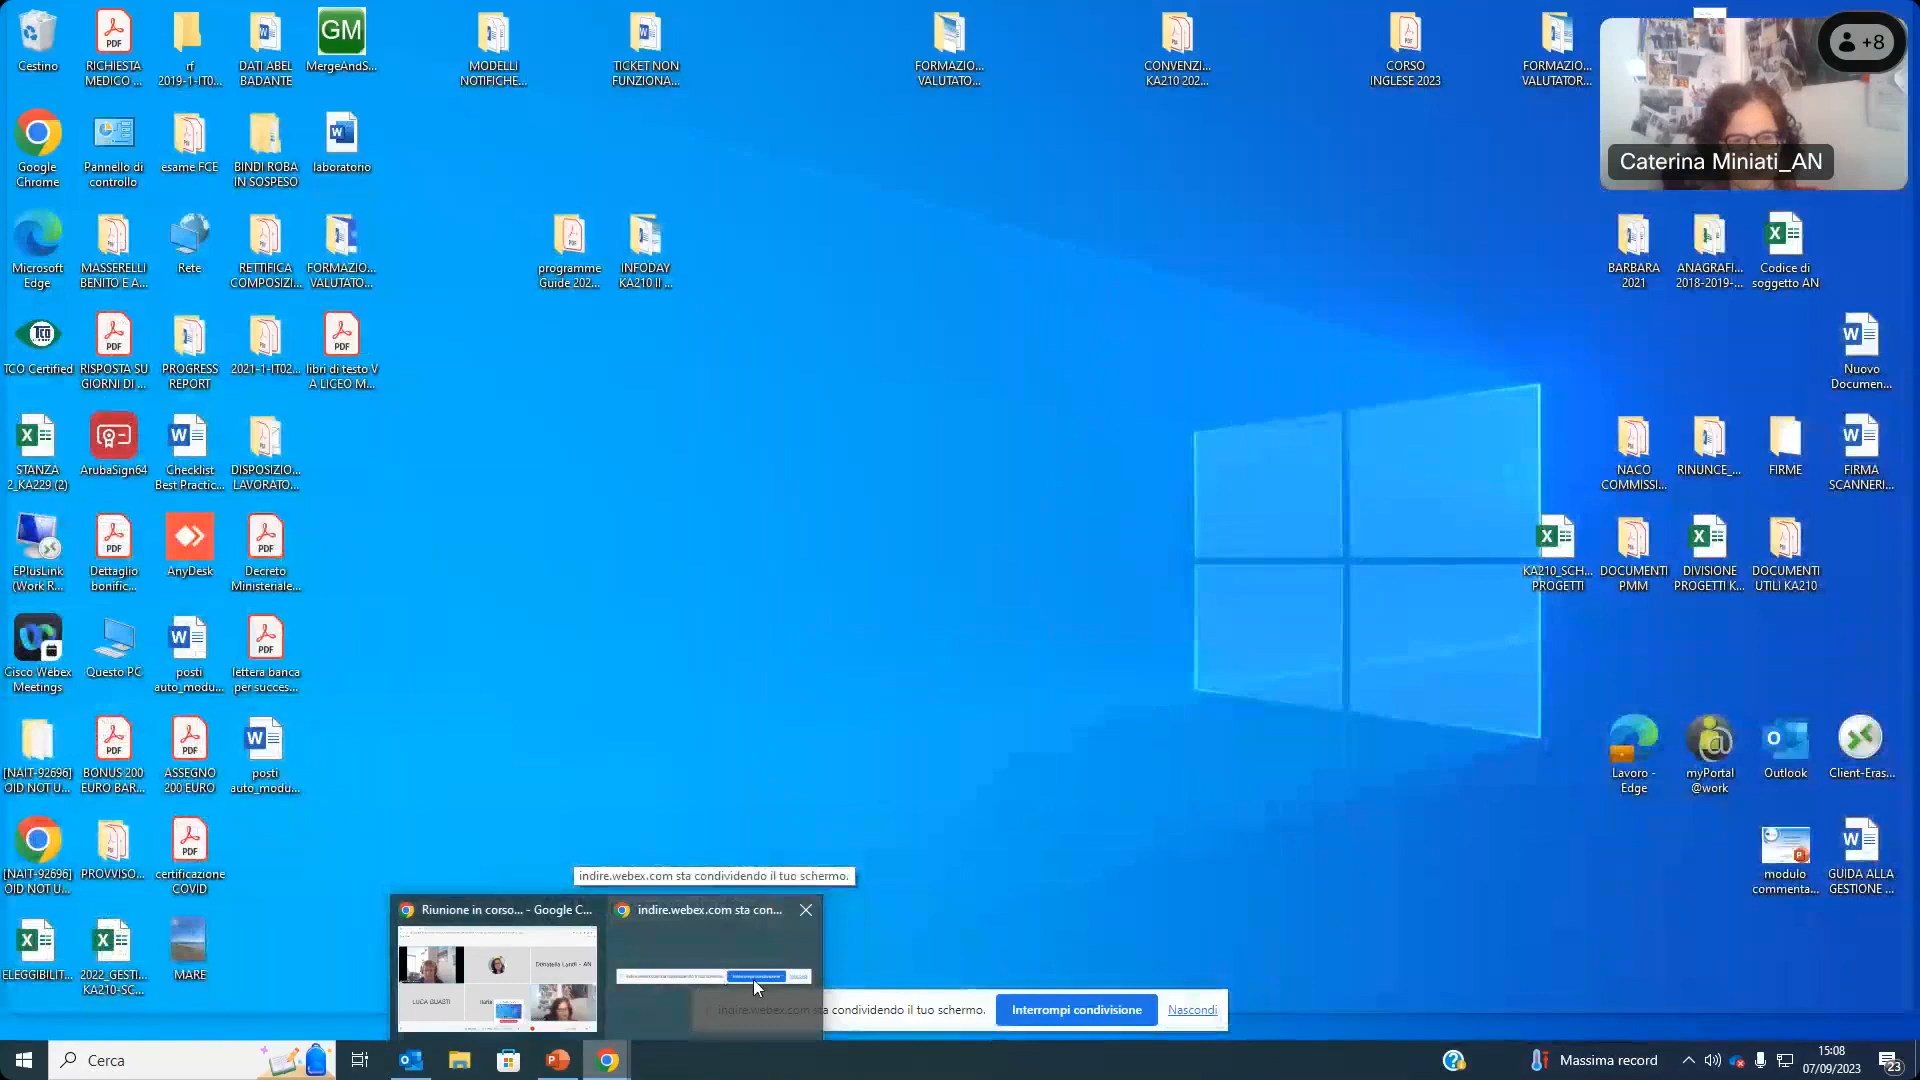 Cestino
RICHIESTA
MEDICO ...
rf
2019-1-IT0...
DATI ABEL
BADANTE
GM
MergeAndS...
MODELLI
NOTIFICHE...
TICKET NON
FUNZIONA...
FORMAZIO...
VALUTATO...
CONVENZI...
KA210 202...
CORSO
INGLESE 2023
FORMAZIO...
VALUTATOR...
+8
Caterina Miniati_AN
Google
Chrome
Pannello di
controllo
esame FCE
BINDI ROBA
IN SOSPESO
laboratorio
Microsoft
Edge
MASSERELLI
BENITO E A...
Rete
RETTIFICA
COMPOSIZI...
FORMAZIO...
VALUTATO...
programme
Guide 202...
INFODAY
KA210 II ...
BARBARA
2021
ANAGRAFI...
2018-2019-...
Codice di
soggetto AN
TCO Certified
RISPOSTA SU
GIORNI DI ...
PROGRESS
REPORT
2021-1-IT02...
libri di testo V
A LICEO M...
Nuovo
Documen...
STANZA
2_KA229 (2)
ArubaSign64
Checklist
Best Practic...
DISPOSIZIO...
LAVORATO...
NACO
COMMISSI...
RINUNCE_...
FIRME
FIRMA
SCANNERI...
EPlusLink
(Work R...
Dettaglio
bonific...
AnyDesk
Decreto
Ministeriale...
KA210_SCH...
PROGETTI
DOCUMENTI
PMM
DIVISIONE
PROGETTI K...
DOCUMENTI
UTILI KA210
Cisco Webex
Meetings
Questo PC
posti
auto_modu...
lettera banca
per succes...
[NAIT-92696]
OID NOT U...
BONUS 200
EURO BAR...
ASSEGNO
200 EURO
posti
auto_modu...
Lavoro -
Edge
myPortal
@work
Outlook
Client-Eras...
[NAIT-92696]
OID NOT U...
PROVVISO...
certificazione
COVID
modulo
commenta...
GUIDA ALLA
GESTIONE ...
ELEGGIBILIT...
2022_GESTI...
KA210-SC...
MARE
indire.webex.com sta condividendo il tuo schermo.
Riunione in corso... - Google C...
indire.webex.com sta con...
Donatella Landi - AN
LUCA GUASTI
indire.webex.com sta condividendo il tuo schermo.
Interrompi condivisione
Nascondi
Cerca
Massima record
15:08
07/09/2023
23